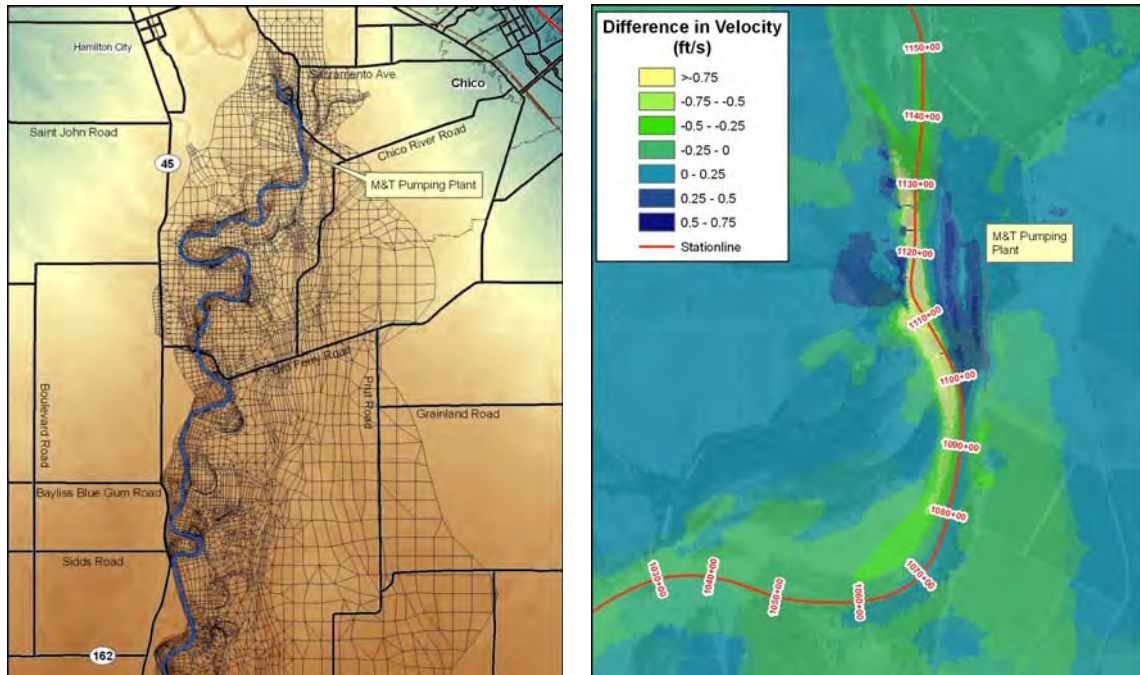 Hamilton City
Sacramento Ave.
Chico
Saint John Road
45
Chico River Road
M&T Pumping Plant
Ord Ferry Road
Boulevard Road
Prut Road
Grainland Road
Bayliss Blue Gum Road
Sidds Road
162
Difference in Velocity
(ft/s)
>-0.75
-0.75 - -0.5
-0.5 - -0.25
-0.25 - 0
0 - 0.25
0.25 - 0.5
0.5 - 0.75
Stationline
1150+00
1140+00
1130+00
M&T Pumping
Plant
1120+00
1110+00
1100+00
1090+00
1080+00
1070+00
1060+00
1050+00
1040+00
1030+00